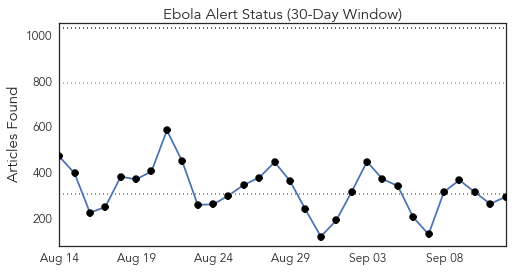 Ebola Alert Status (30-Day Window)
Articles Found
1000
800
600
400
200
Aug 14
Aug 19
Aug 24
Aug 29
Sep 03
Sep 08